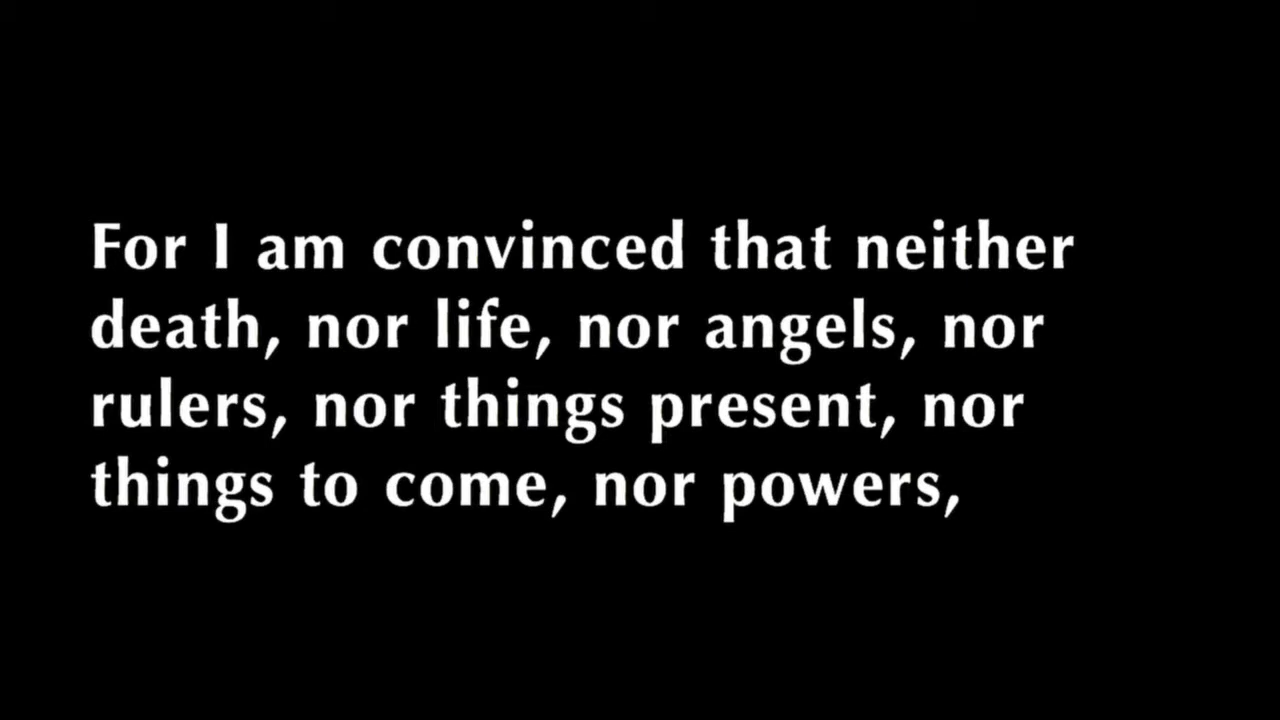 For I am convinced that neither
death, nor life, nor angels, nor
rulers, nor things present, nor
things to come, nor powers,